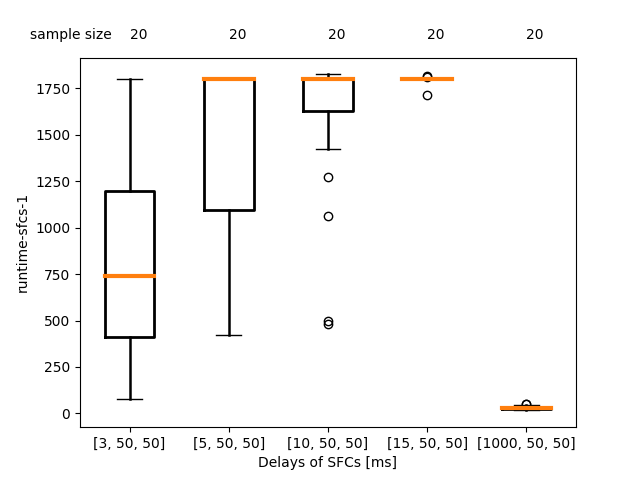 sample size 20 20 20 20 20
1750
1500
1250
1000
750
500
250
0
runtime-sfcs-1
[3, 50, 50] [5, 50, 50] [10, 50, 50] [15, 50, 50] [1000, 50, 50]
Delays of SFCs [ms]